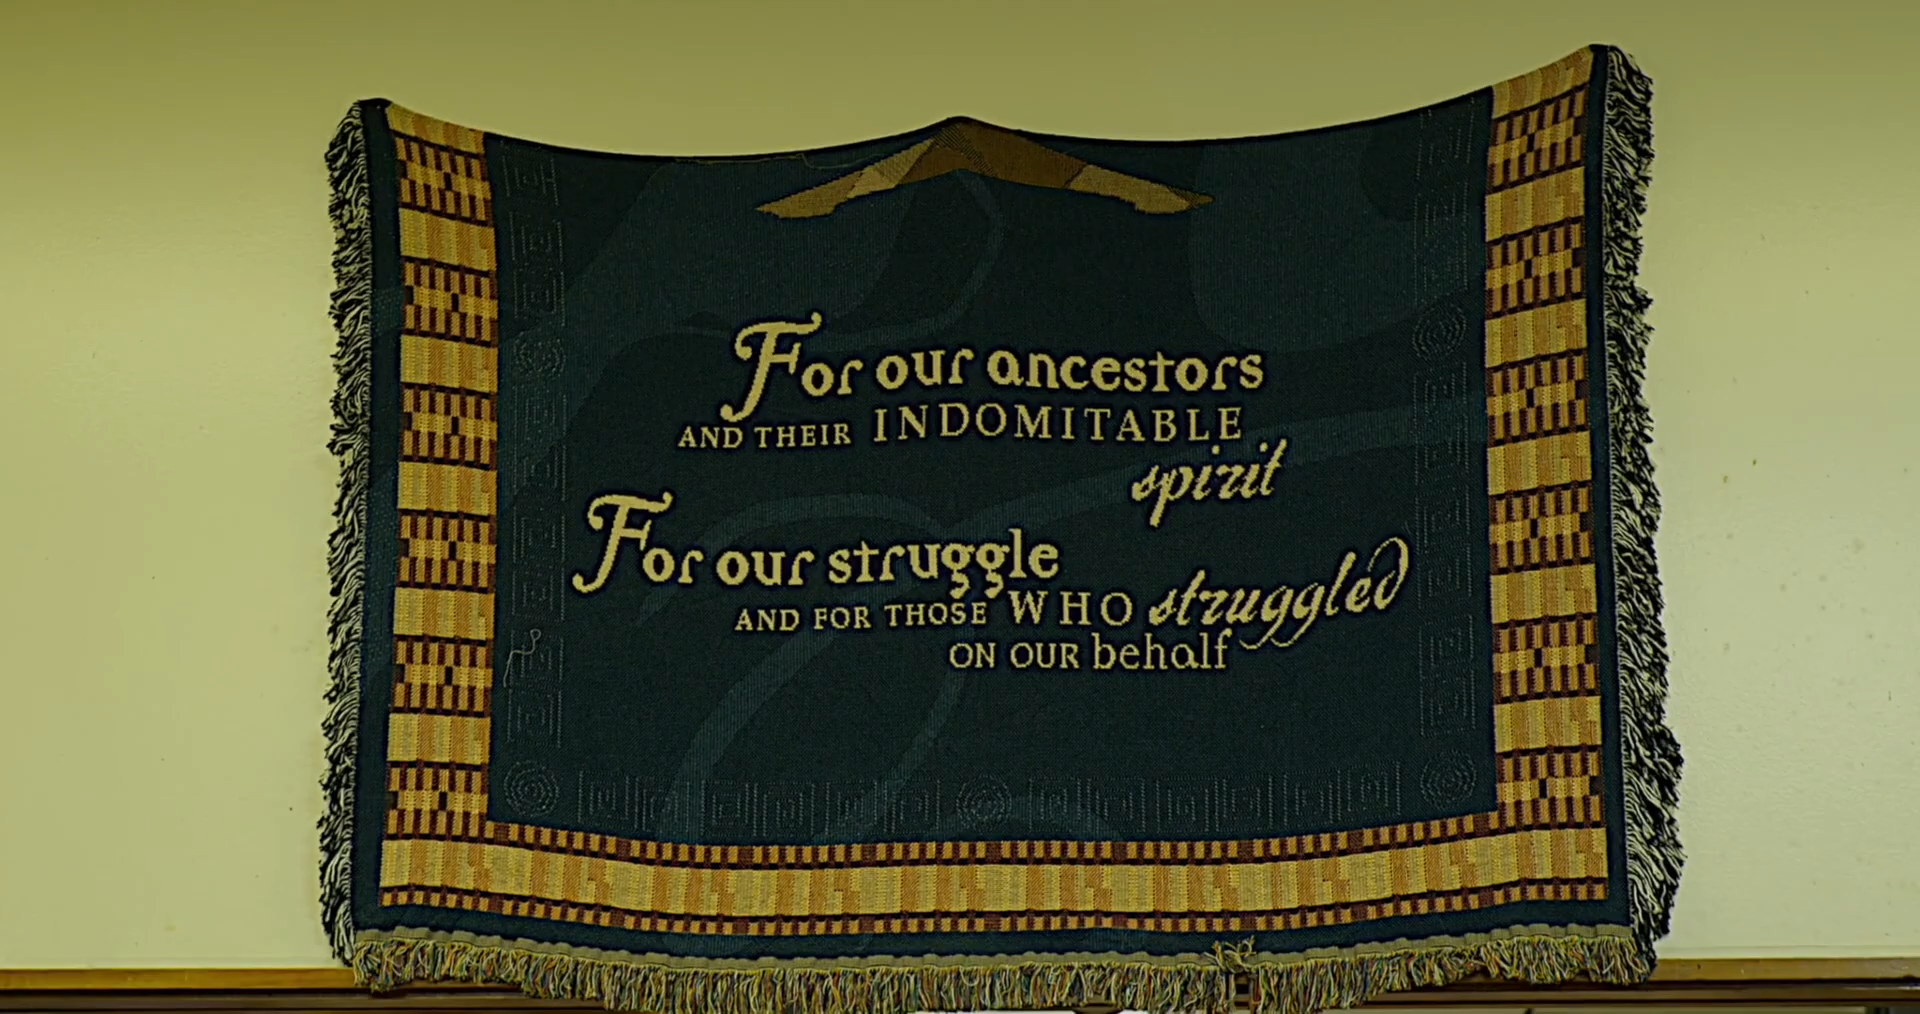 For our ancestors
AND THEIR INDOMITABLE
spirit
For our struggle
AND FOR THOSE WHO struggled
ON OUR behalf